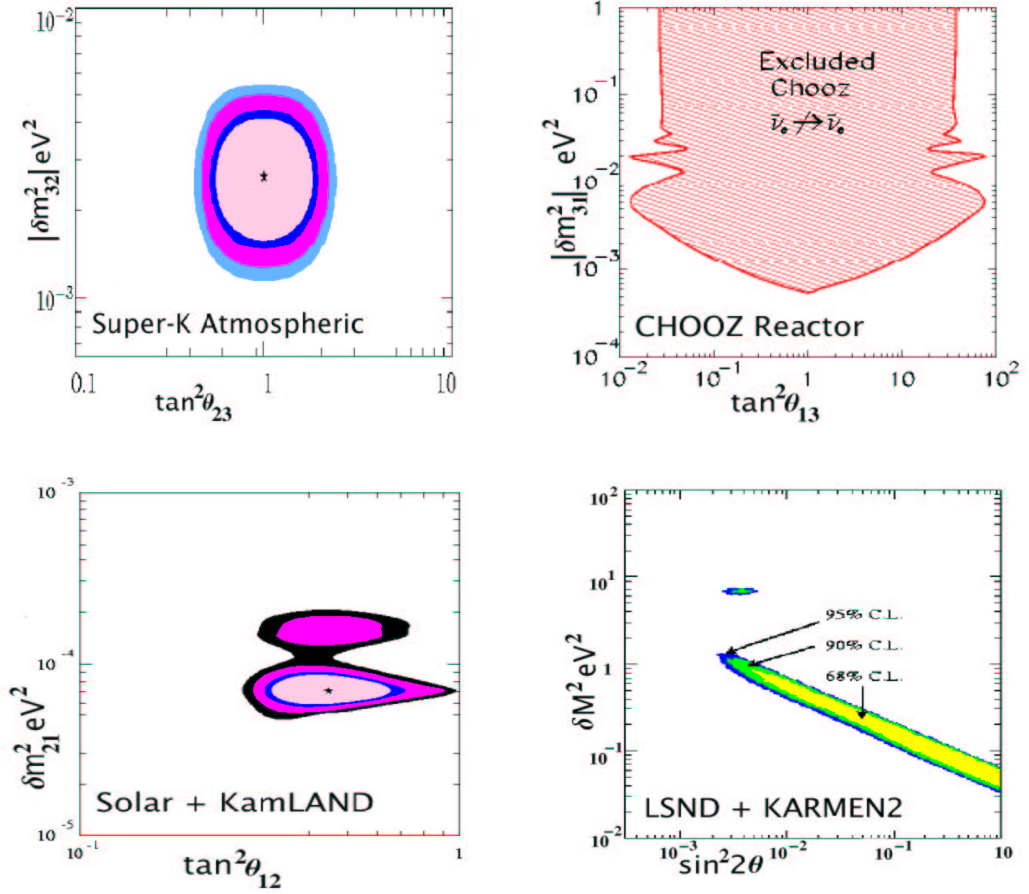 10⁻²
|δm²₃₂| eV²
10⁻³
Super-K Atmospheric
0.1 1 10
tan²θ₂₃
1
10⁻¹
10⁻²
10⁻³
10⁻⁴
|δm²₃₁| eV²
Excluded
Chooz
ν̄ₑ ↛ ν̄ₑ
CHOOZ Reactor
10⁻² 10⁻¹ 1 10 10²
tan²θ₁₃
10⁻³
10⁻⁴
10⁻⁵
δm²₂₁ eV²
Solar + KamLAND
10⁻¹ 1
tan²θ₁₂
10²
10¹
1
10⁻¹
10⁻²
δM² eV²
95% C.L.
90% C.L.
68% C.L.
LSND + KARMEN2
10⁻³ 10⁻² 10⁻¹ 10
sin²2θ